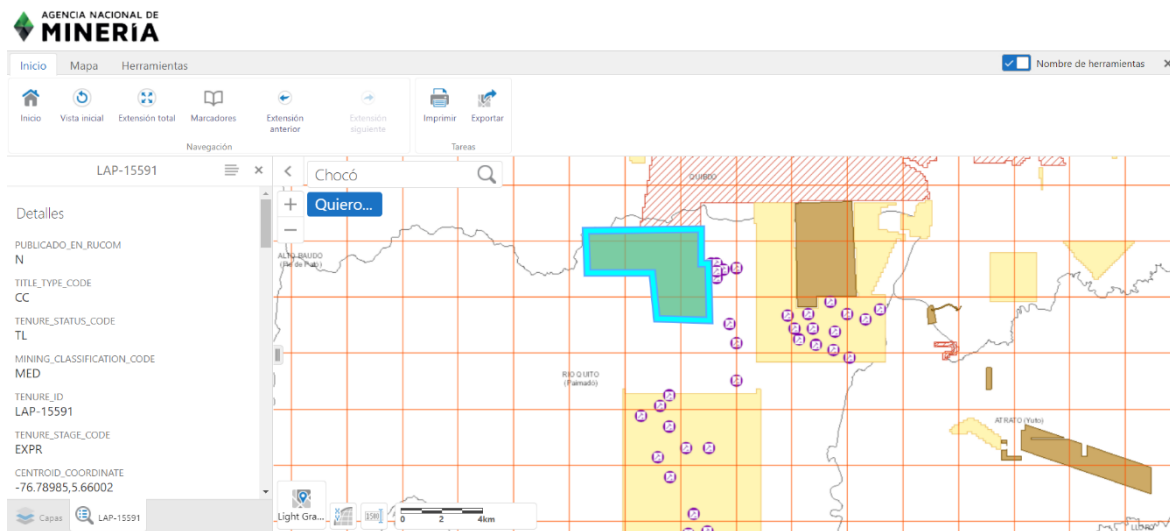 AGENCIA NACIONAL DE
MINERÍA
Inicio Mapa Herramientas
Nombre de herramientas
Inicio Vista inicial Extensión total Marcadores Extensión anterior Extensión siguiente Imprimir Exportar
Navegación Tareas
LAP-15591
Chocó
Quiero...
Detalles
PUBLICADO_EN_RUCOM
N
TITLE_TYPE_CODE
CC
TENURE_STATUS_CODE
TL
MINING_CLASSIFICATION_CODE
MED
TENURE_ID
LAP-15591
TENURE_STAGE_CODE
EXPR
CENTROID_COORDINATE
-76.78985,5.66002
Capas LAP-15591
QUIBDO
ALTO BAUDO
(Pie de Pato)
RIO QUITO
(Paimadó)
ATRATO (Yuto)
Light Gra...
0 2 4km